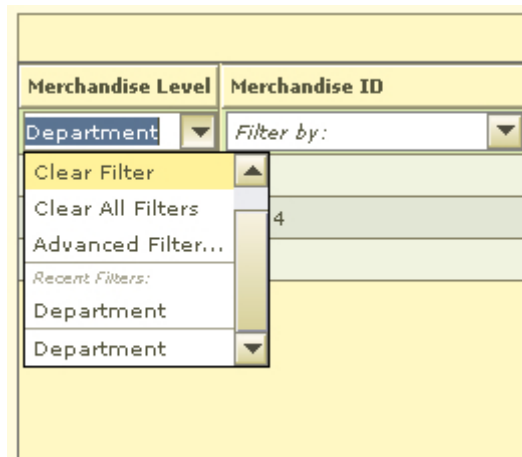 Merchandise Level Merchandise ID
Department Filter by:
Clear Filter
Clear All Filters
4
Advanced Filter...
Recent Filters:
Department
Department